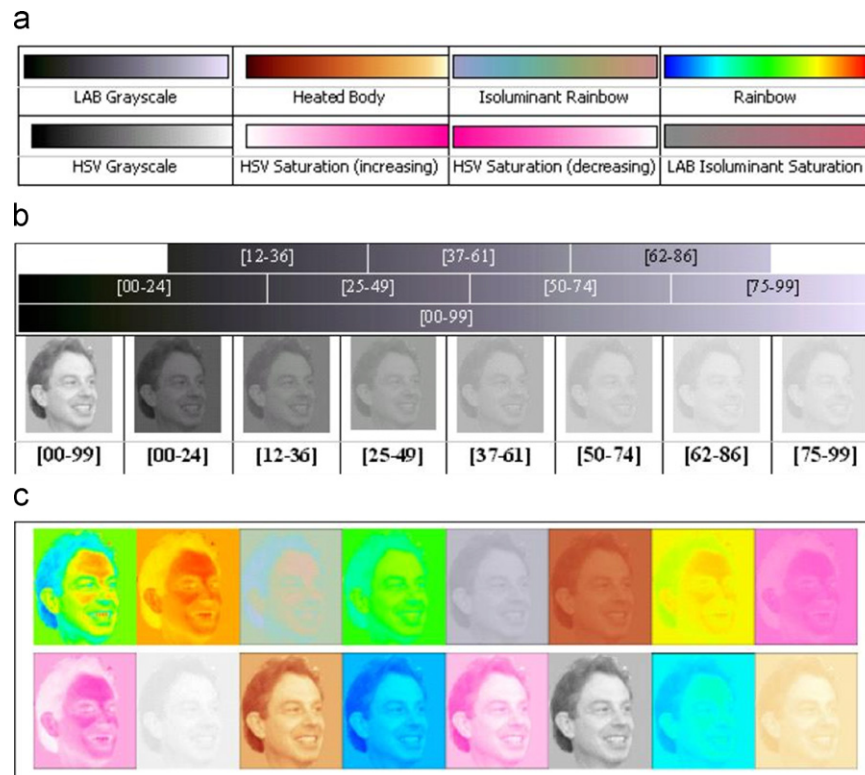 a
LAB Grayscale Heated Body Isoluminant Rainbow Rainbow
HSV Grayscale HSV Saturation (increasing) HSV Saturation (decreasing) LAB Isoluminant Saturation
b
[12-36] [37-61] [62-86]
[00-24] [25-49] [50-74] [75-99]
[00-99]
[00-99] [00-24] [12-36] [25-49] [37-61] [50-74] [62-86] [75-99]
c